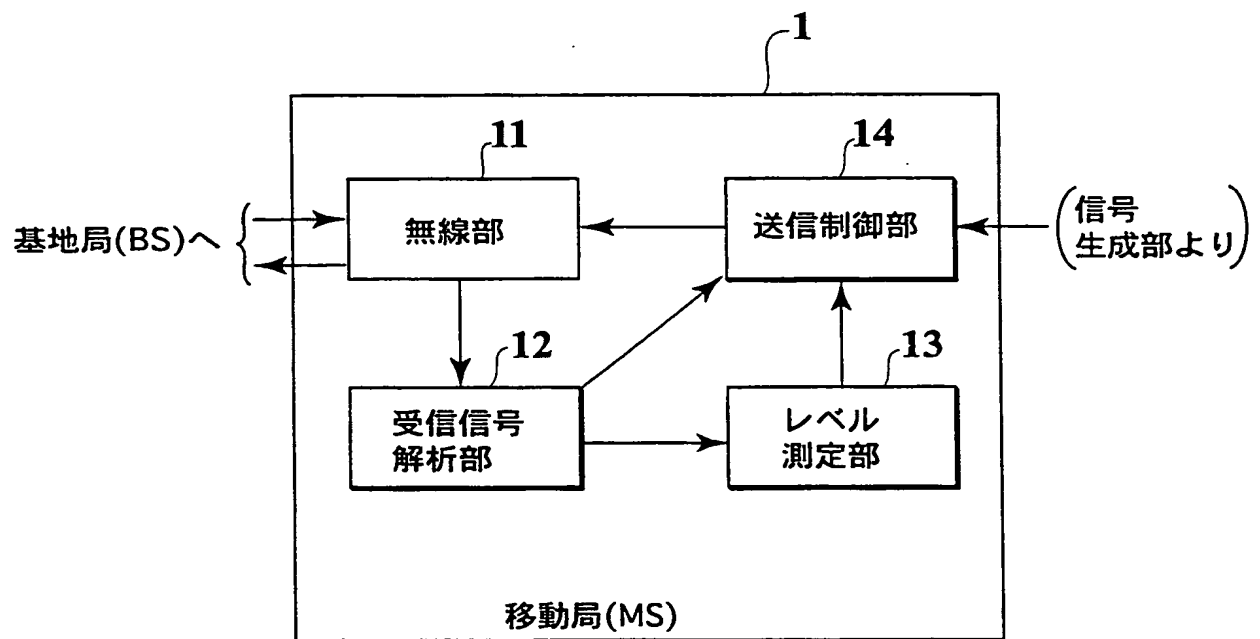 1
11
14
無線部
送信制御部
基地局(BS)へ
信号
生成部より
12
13
受信信号
解析部
レベル
測定部
移動局(MS)